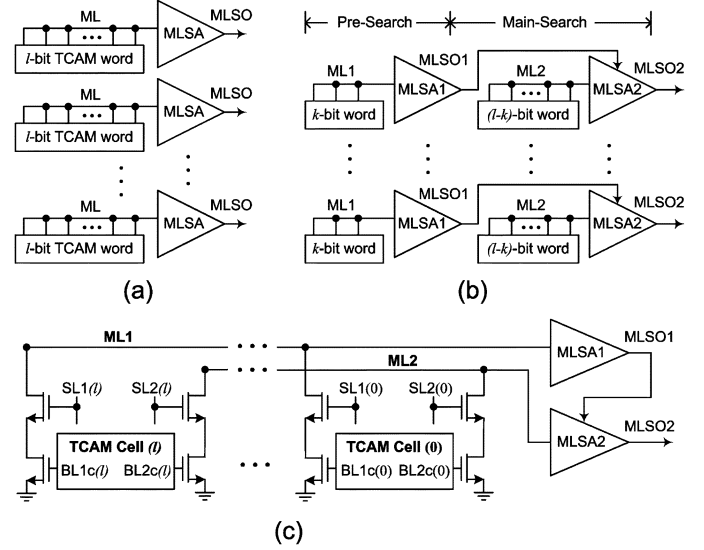 ML MLSO
MLSA
l-bit TCAM word
ML MLSO
MLSA
l-bit TCAM word
ML MLSO
MLSA
l-bit TCAM word
(a)
Pre-Search Main-Search
MLSO1 MLSO2
ML1 ML2
MLSA1 MLSA2
k-bit word (l-k)-bit word
MLSO1 MLSO2
ML1 ML2
MLSA1 MLSA2
k-bit word (l-k)-bit word
(b)
ML1 MLSO1
MLSA1
ML2
SL1(l) SL2(l) SL1(0) SL2(0)
MLSO2
MLSA2
TCAM Cell (l) TCAM Cell (0)
BL1c(l) BL2c(l) BL1c(0) BL2c(0)
(c)